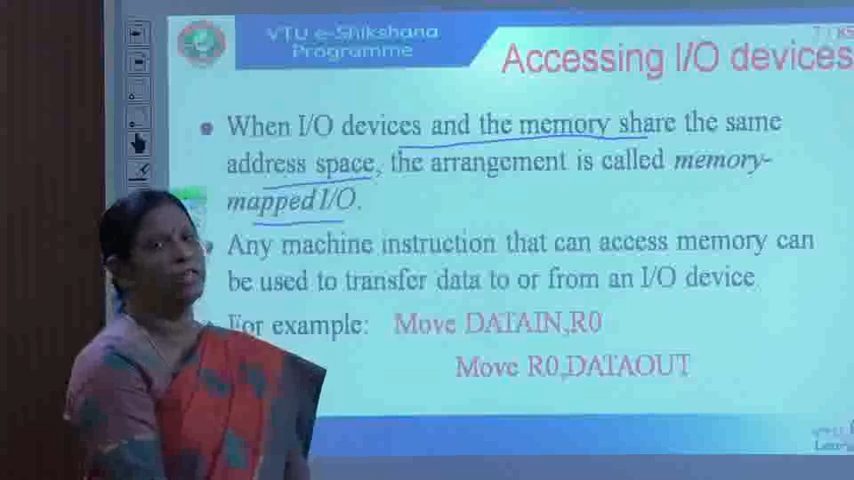 VTU e-Shikshana
Programme
Accessing I/O devices
When I/O devices and the memory share the same
address space, the arrangement is called memory-
mapped I/O.
Any machine instruction that can access memory can
be used to transfer data to or from an I/O device
For example: Move DATAIN,R0
Move R0,DATAOUT